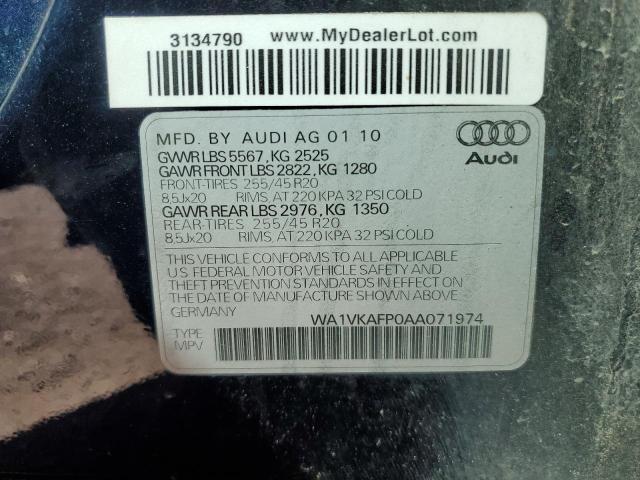 3134790 www.MyDealerLot.com
MFD. BY AUDI AG 01 10
GVWR LBS 5567, KG 2525
GAWR FRONT LBS 2822, KG 1280
FRONT-TIRES 255/45 R20
8,5Jx20 RIMS, AT 220 KPA 32 PSI COLD
GAWR REAR LBS 2976, KG 1350
REAR-TIRES 255/45 R20
8,5Jx20 RIMS, AT 220 KPA 32 PSI COLD
Audi
THIS VEHICLE CONFORMS TO ALL APPLICABLE
U.S. FEDERAL MOTOR VEHICLE SAFETY AND
THEFT PREVENTION STANDARDS IN EFFECT ON
THE DATE OF MANUFACTURE SHOWN ABOVE.
GERMANY WA1VKAFP0AA071974
TYPE
MPV